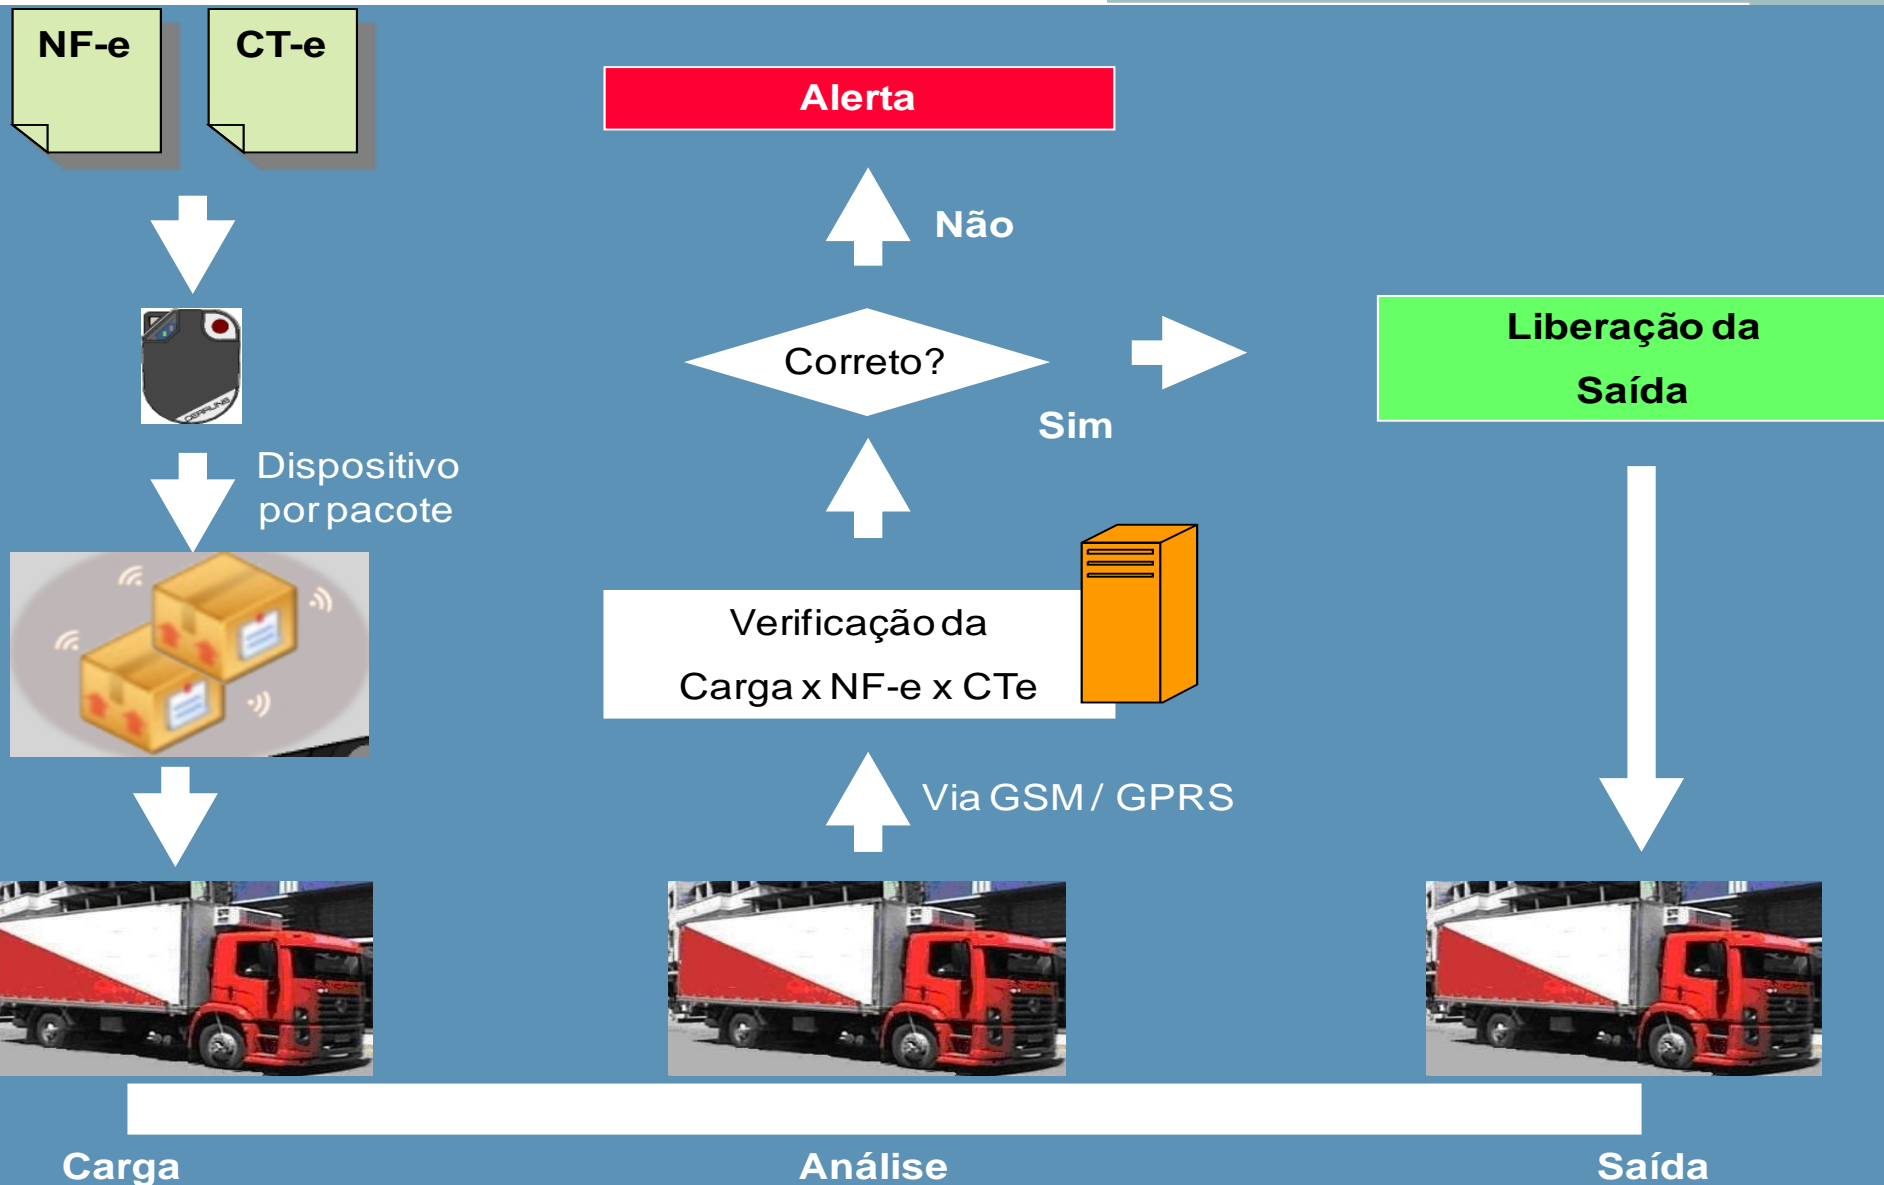 NF-e
CT-e
Alerta
Não
Correto?
Sim
Liberação da
Saída
Dispositivo
por pacote
Verificação da
Carga x NF-e x CTe
Via GSM / GPRS
Carga
Análise
Saída